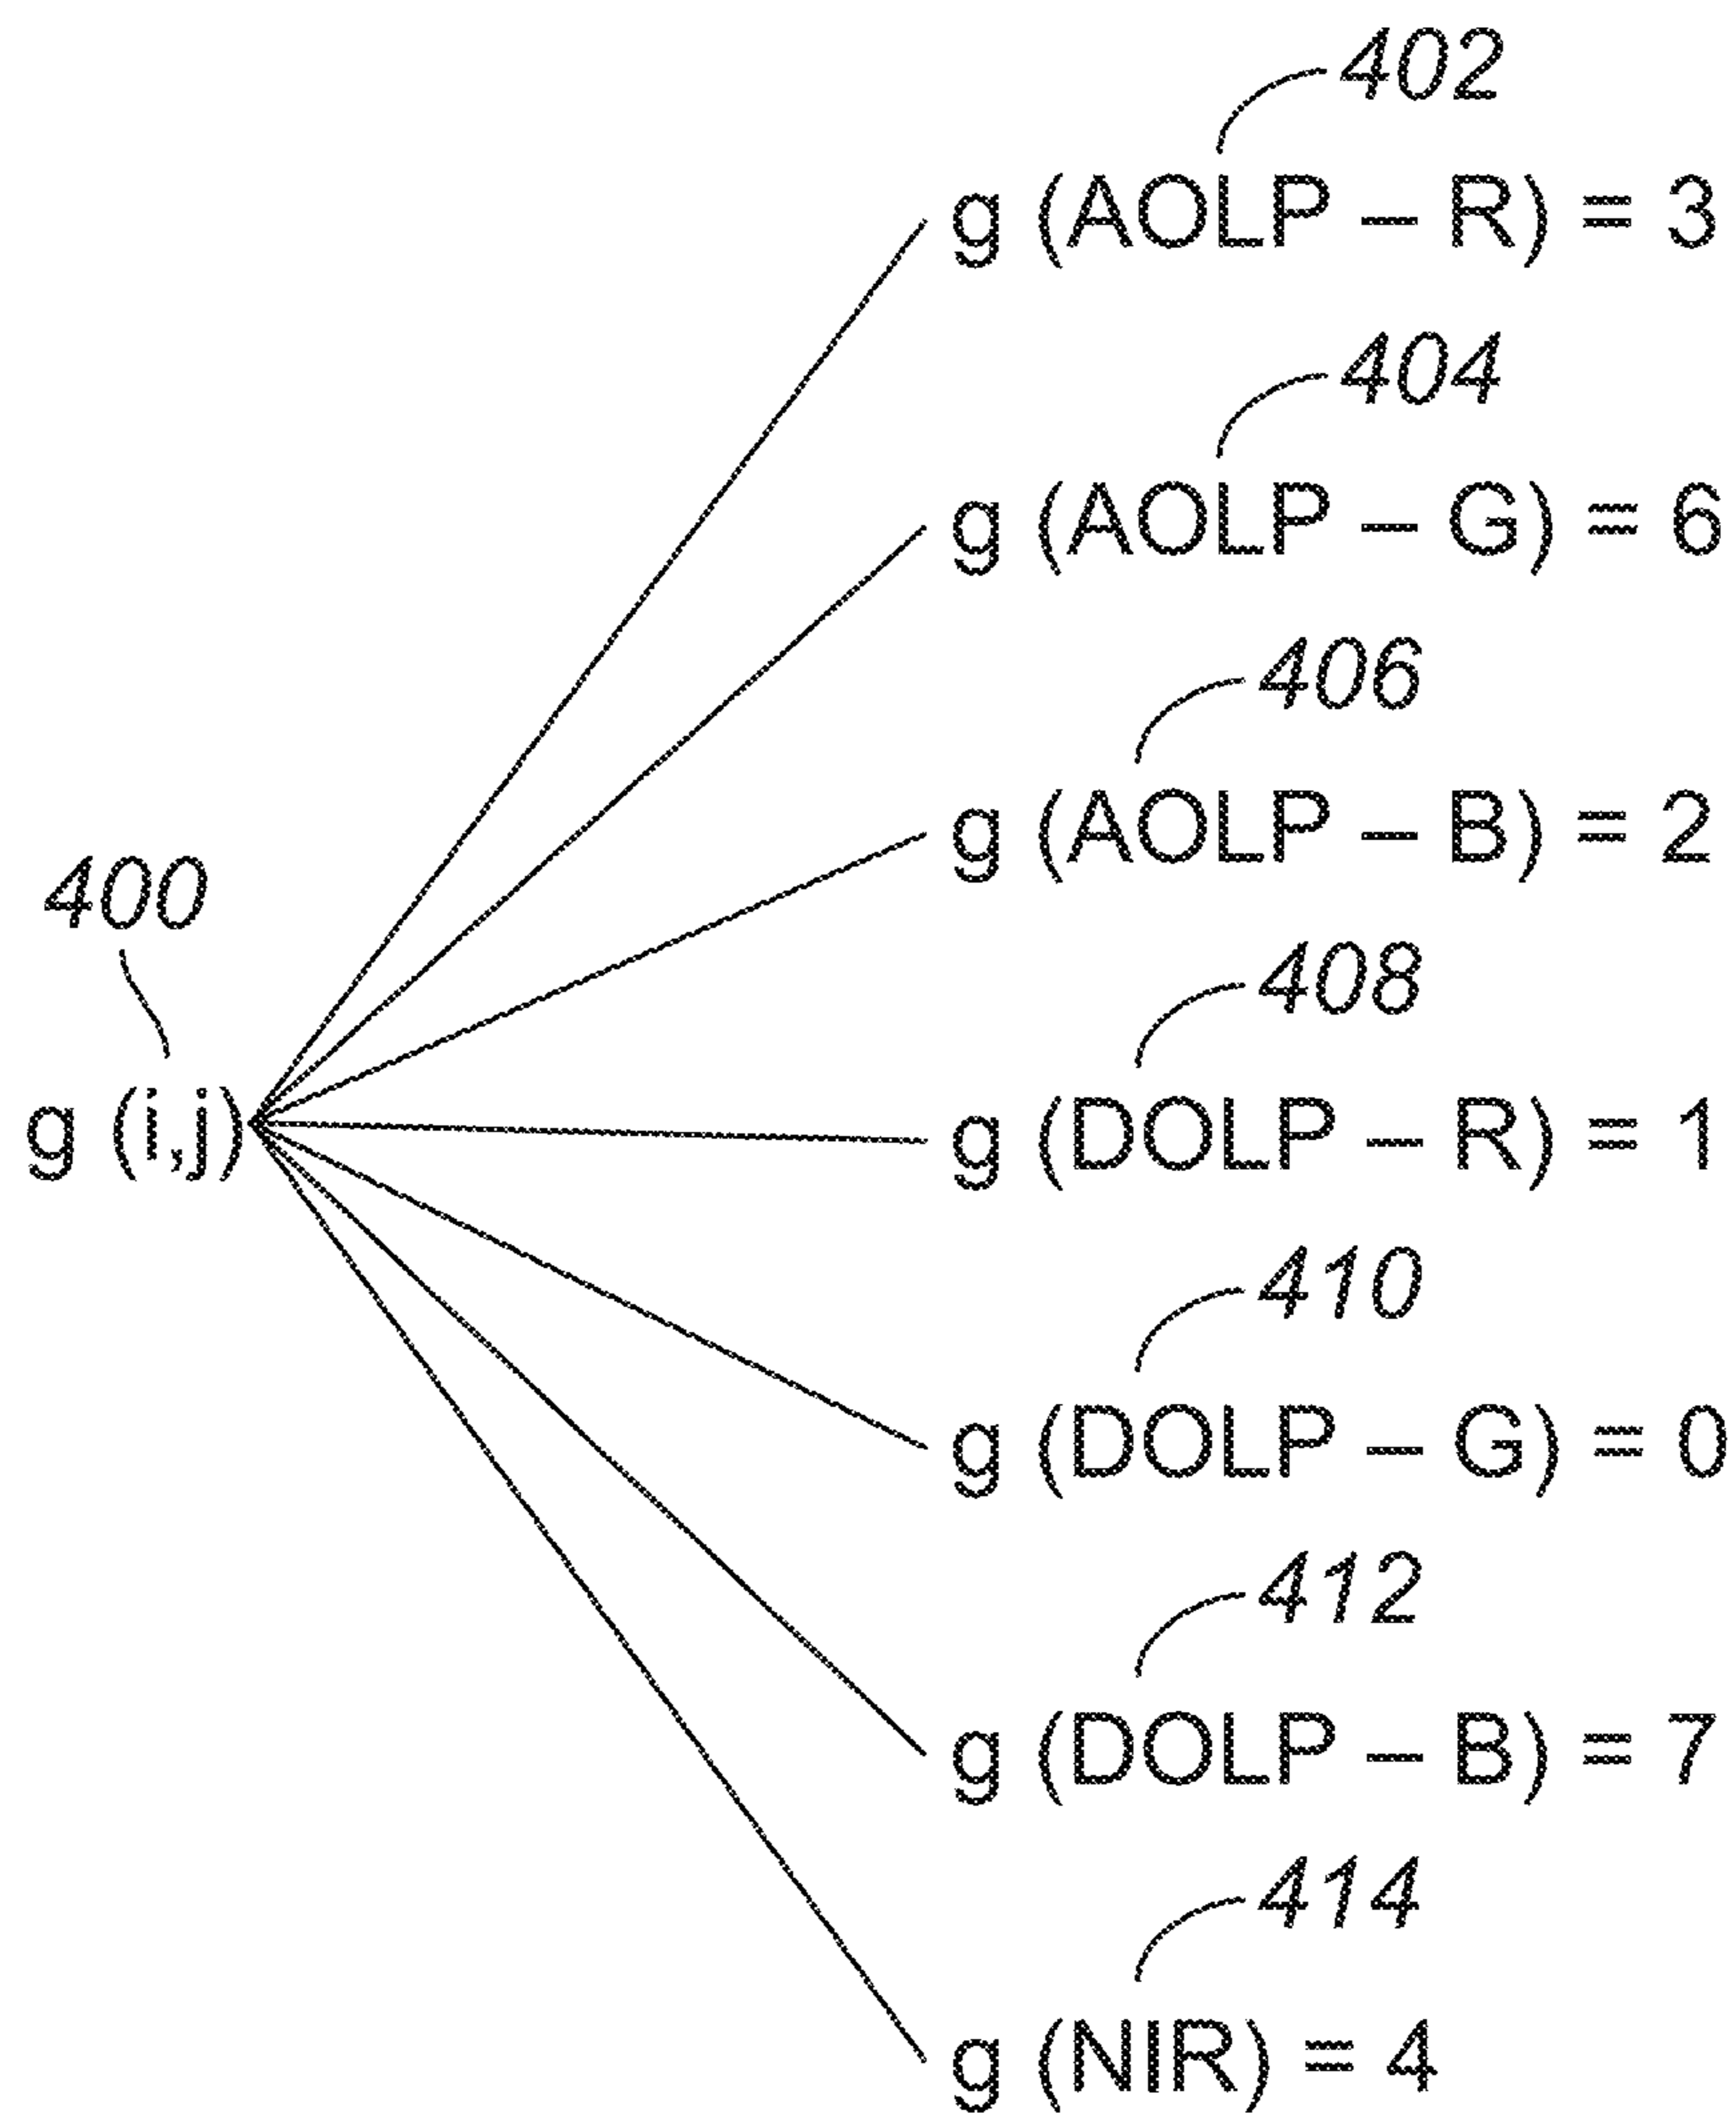 402
g (AOLP – R) = 3
404
g (AOLP – G) = 6
406
g (AOLP – B) = 2
400
408
g (i,j)
g (DOLP – R) = 1
410
g (DOLP – G) = 0
412
g (DOLP – B) = 7
414
g (NIR) = 4